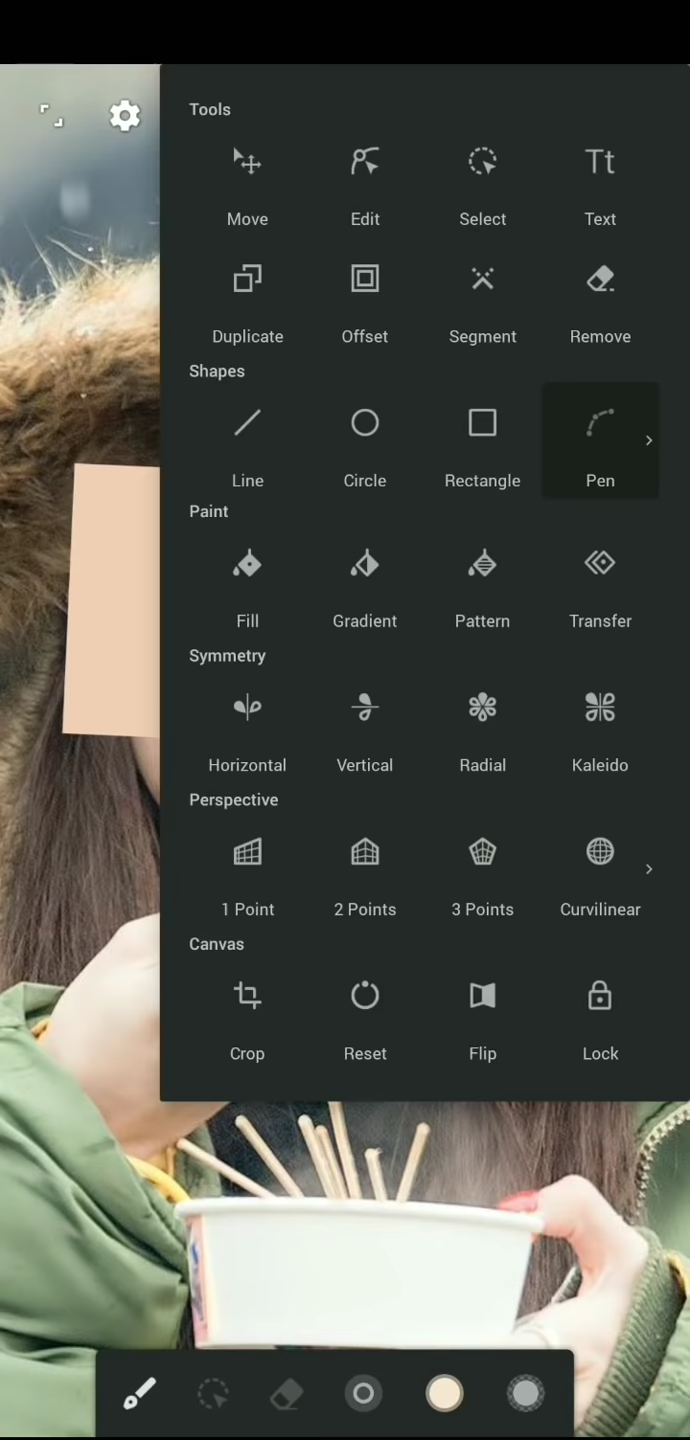 Tools
Move Edit Select Text
Duplicate Offset Segment Remove
Shapes
Line Circle Rectangle Pen
Paint
Fill Gradient Pattern Transfer
Symmetry
Horizontal Vertical Radial Kaleido
Perspective
1 Point 2 Points 3 Points Curvilinear
Canvas
Crop Reset Flip Lock